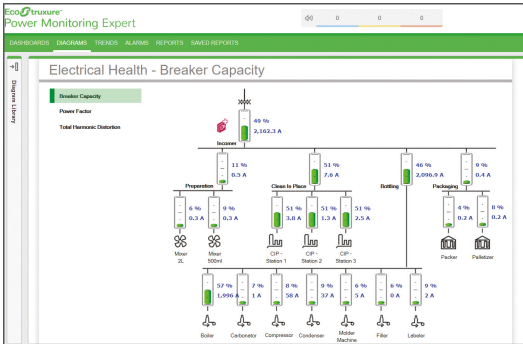 EcoStruxure™
Power Monitoring Expert
0 0 0
DASHBOARDS DIAGRAMS TRENDS ALARMS REPORTS SAVED REPORTS
Diagram Library
Electrical Health - Breaker Capacity
Breaker Capacity
Power Factor
Total Harmonic Distortion
49 %
2,162.3 A
Incomer
11 % 51 % 46 % 9 %
0.5 A 7.6 A 2,096.9 A 0.4 A
Preparation Clean In Place Bottling Packaging
6 % 9 % 51 % 51 % 51 % 4 % 8 %
0.3 A 0.3 A 3.8 A 1.3 A 2.5 A 0.2 A 0.2 A
Mixer Mixer CIP - CIP - CIP - Packer Palletizer
2L 500ml Station 1 Station 2 Station 3
57 % 7 % 8 % 9 % 6 % 6 % 9 %
1,996 A 1 A 58 A 37 A 5 A 0 A 2 A
Boiler Carbonator Compressor Condenser Molder Filler Labeler
Machine